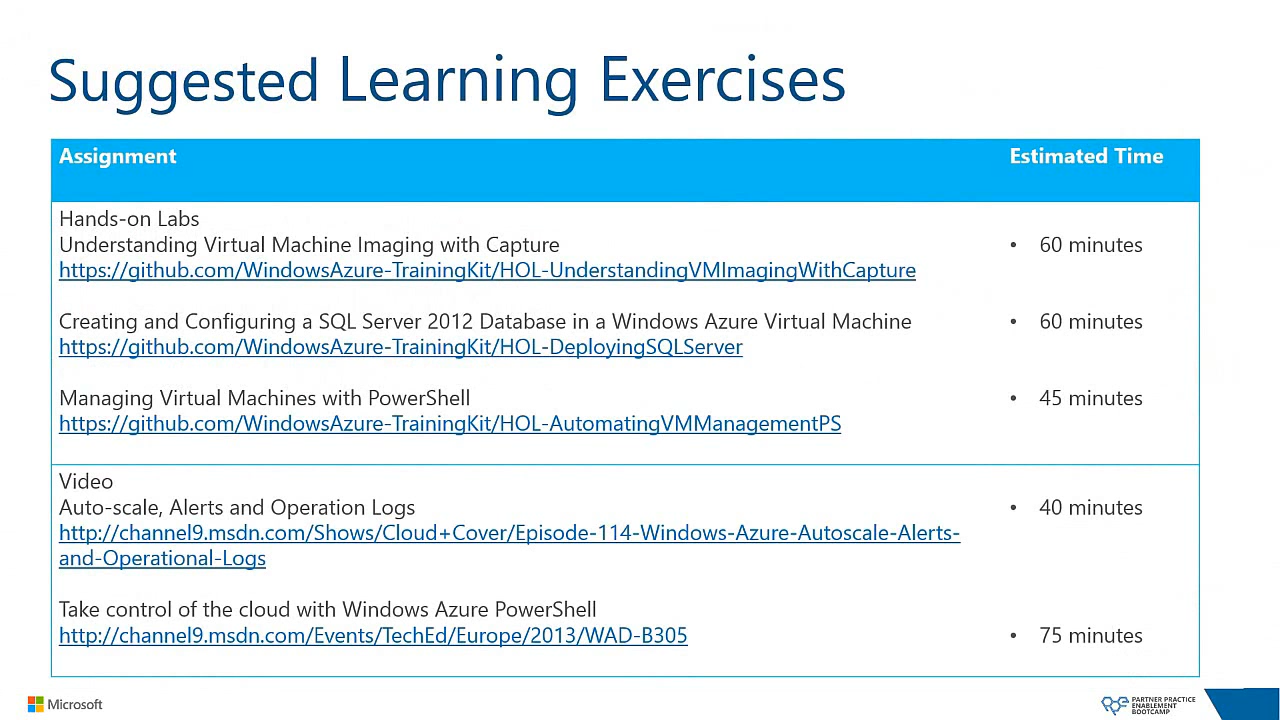 Suggested Learning Exercises
Assignment
Estimated Time
Hands-on Labs
Understanding Virtual Machine Imaging with Capture
• 60 minutes
https://github.com/WindowsAzure-TrainingKit/HOL-UnderstandingVMImagingWithCapture
Creating and Configuring a SQL Server 2012 Database in a Windows Azure Virtual Machine
• 60 minutes
https://github.com/WindowsAzure-TrainingKit/HOL-DeployingSQLServer
Managing Virtual Machines with PowerShell
• 45 minutes
https://github.com/WindowsAzure-TrainingKit/HOL-AutomatingVMManagementPS
Video
Auto-scale, Alerts and Operation Logs
• 40 minutes
http://channel9.msdn.com/Shows/Cloud+Cover/Episode-114-Windows-Azure-Autoscale-Alerts-
and-Operational-Logs
Take control of the cloud with Windows Azure PowerShell
http://channel9.msdn.com/Events/TechEd/Europe/2013/WAD-B305
• 75 minutes
Microsoft
PARTNER PRACTICE
ENABLEMENT
BOOTCAMP